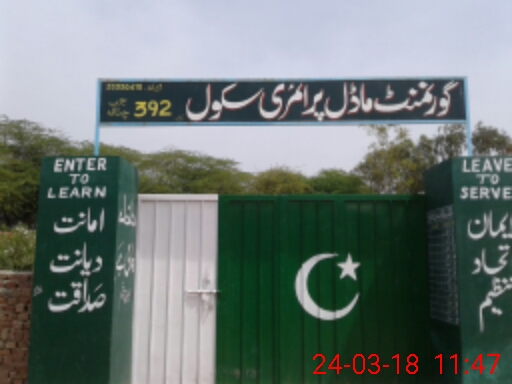 گورنمنٹ ماڈل پرائمری سکول 392
ENTER
TO
LEARN
امانت
دیانت
صداقت
LEAVE
TO
SERVE
ایمان
اتحاد
تنظیم
24-03-18 11:47